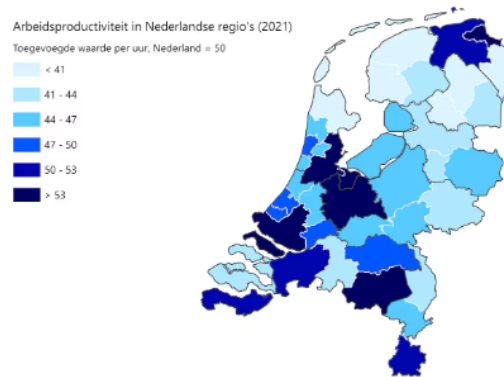 Arbeidsproductiviteit in Nederlandse regio's (2021)
Toegevoegde waarde per uur, Nederland = 50
< 41
41 - 44
44 - 47
47 - 50
50 - 53
> 53